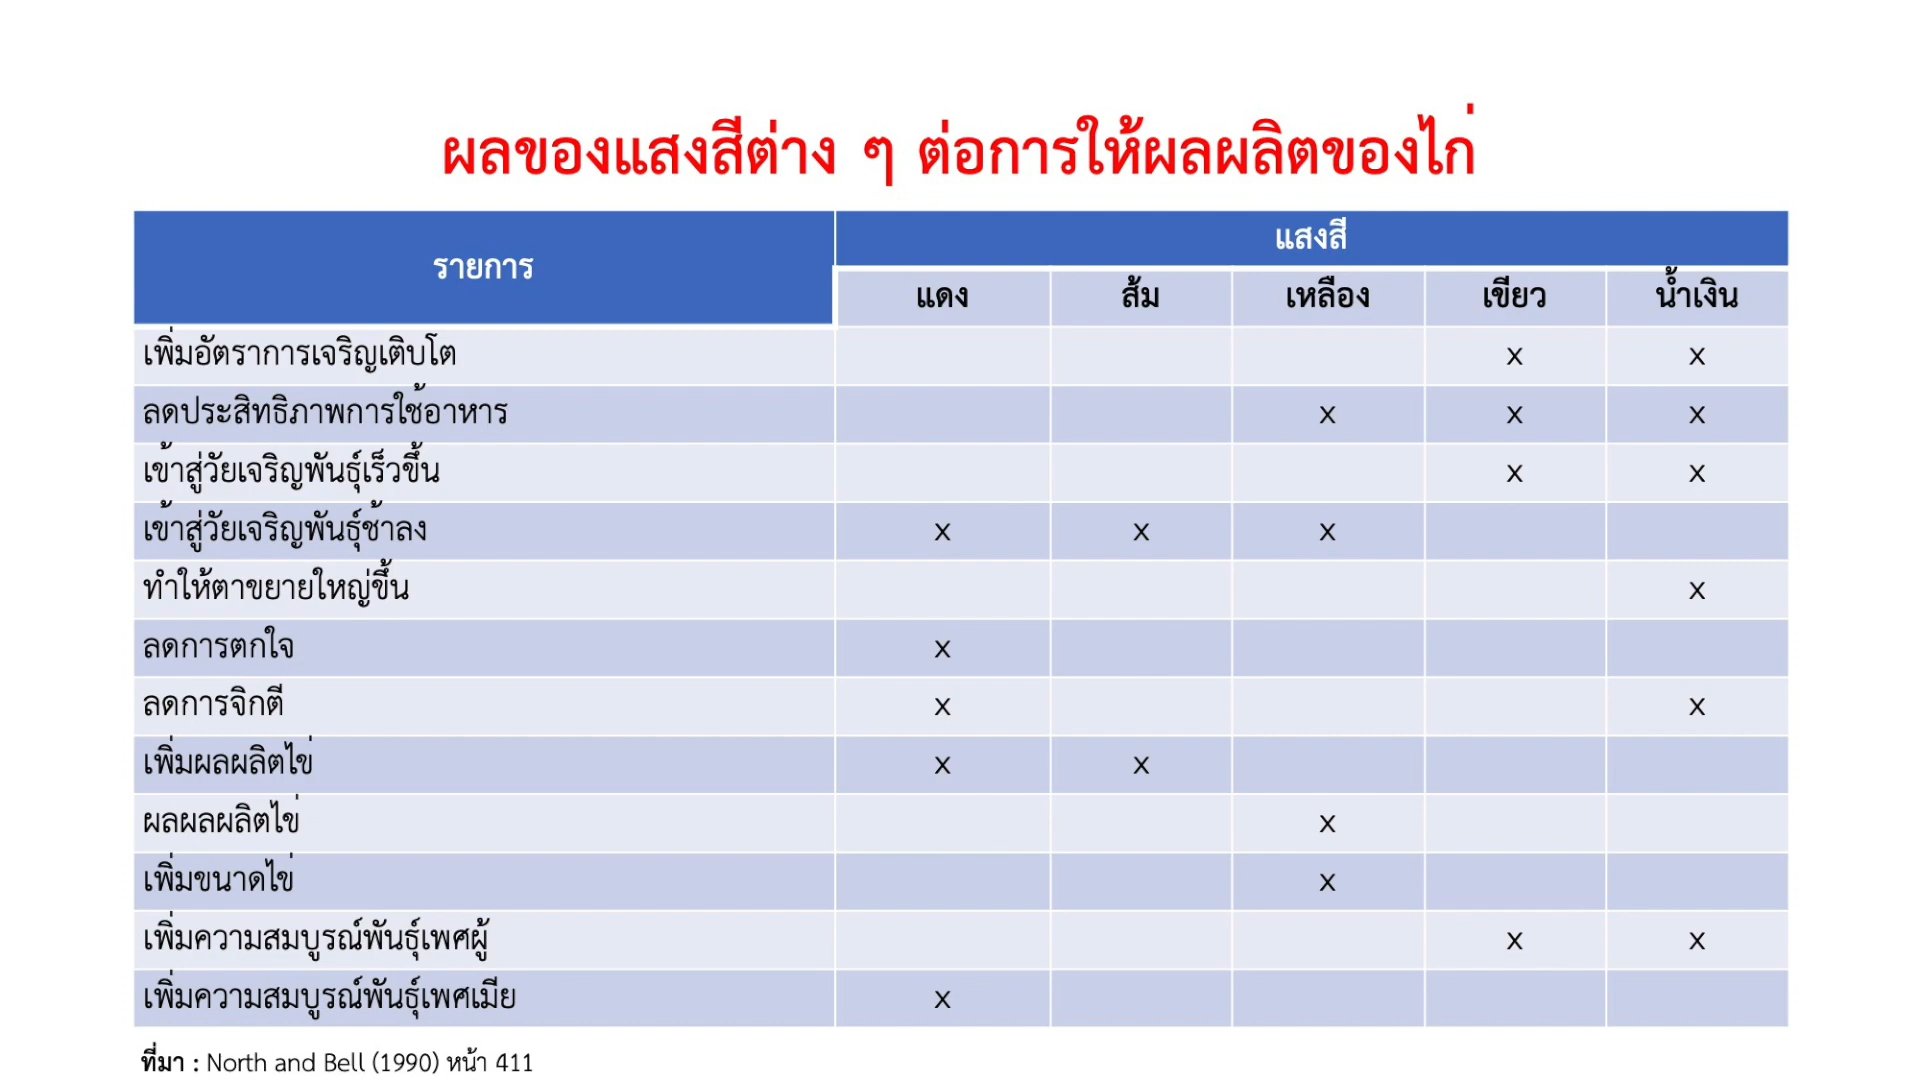 ผลของแสงสีต่าง ๆ ต่อการให้ผลผลิตของไก่
รายการ แสงสี
แดง ส้ม เหลือง เขียว น้ำเงิน
เพิ่มอัตราการเจริญเติบโต x x
ลดประสิทธิภาพการใช้อาหาร x x x
เข้าสู่วัยเจริญพันธุ์เร็วขึ้น x x
เข้าสู่วัยเจริญพันธุ์ช้าลง x x x
ทำให้ตาขยายใหญ่ขึ้น x
ลดการตกใจ x
ลดการจิกตี x x
เพิ่มผลผลิตไข่ x x
ผลผลผลิตไข่ x
เพิ่มขนาดไข่ x
เพิ่มความสมบูรณ์พันธุ์เพศผู้ x x
เพิ่มความสมบูรณ์พันธุ์เพศเมีย x
ที่มา : North and Bell (1990) หน้า 411